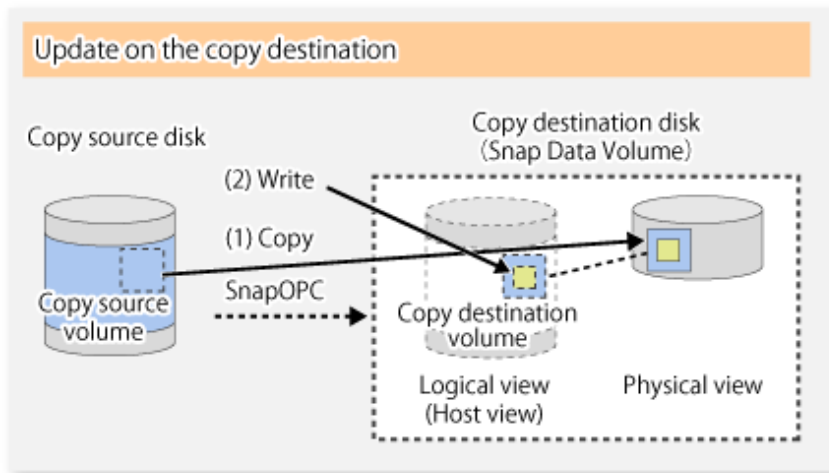 Update on the copy destination
Copy source disk
Copy destination disk
(Snap Data Volume)
(2) Write
(1) Copy
SnapOPC
Copy source
volume
Copy destination
volume
Logical view
(Host view)
Physical view